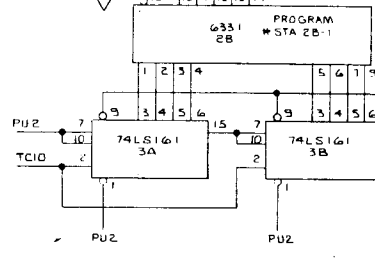 6331 PROGRAM
2B # STA 2B-1
1 2 3 4 5 6 7 9
9 3 4 5 6 9 3 4 5 6
PU2 7 15 7
10 74LS161 10 74LS161
3A 3B
TC10 2 2
1 1
PU2 PU2